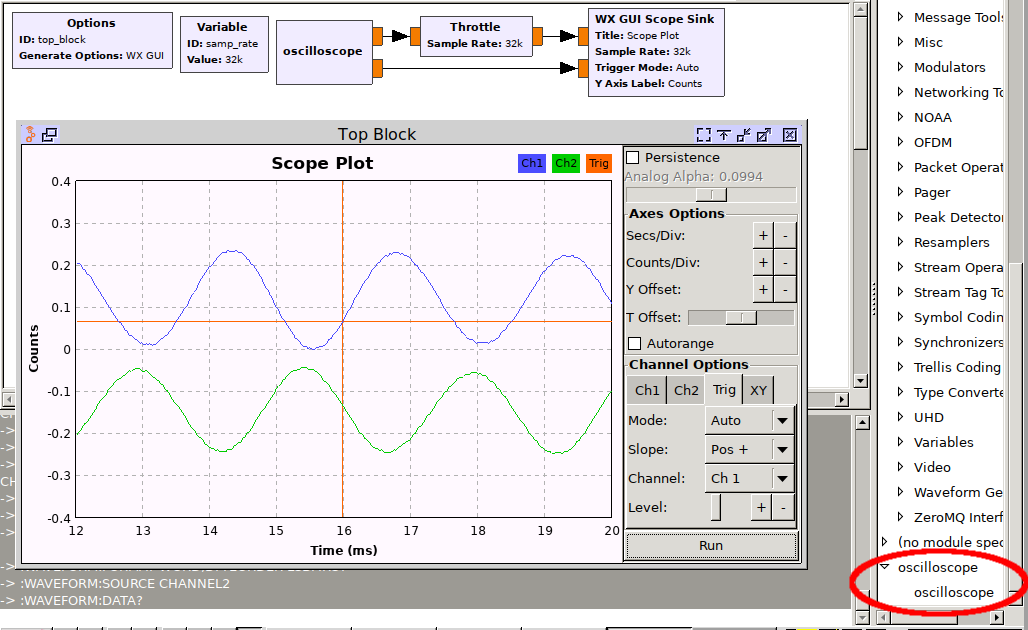 Options
ID: top_block
Generate Options: WX GUI
Variable
ID: samp_rate
Value: 32k
oscilloscope
Throttle
Sample Rate: 32k
WX GUI Scope Sink
Title: Scope Plot
Sample Rate: 32k
Trigger Mode: Auto
Y Axis Label: Counts
Top Block
Scope Plot
Ch1 Ch2 Trig
0.4
0.3
0.2
0.1
0
-0.1
-0.2
-0.3
-0.4
Counts
12 13 14 15 16 17 18 19 20
Time (ms)
Persistence
Analog Alpha: 0.0994
Axes Options
Secs/Div: + -
Counts/Div: + -
Y Offset: + -
T Offset:
Autorange
Channel Options
Ch1 Ch2 Trig XY
Mode: Auto
Slope: Pos +
Channel: Ch 1
Level: + -
Run
-> :WAVEFORM:SOURCE CHANNEL2
-> :WAVEFORM:DATA?
Message Tools
Misc
Modulators
Networking To
NOAA
OFDM
Packet Operat
Pager
Peak Detector
Resamplers
Stream Opera
Stream Tag To
Symbol Codin
Synchronizers
Trellis Coding
Type Converte
UHD
Variables
Video
Waveform Ge
ZeroMQ Interf
(no module spec
oscilloscope
oscilloscope